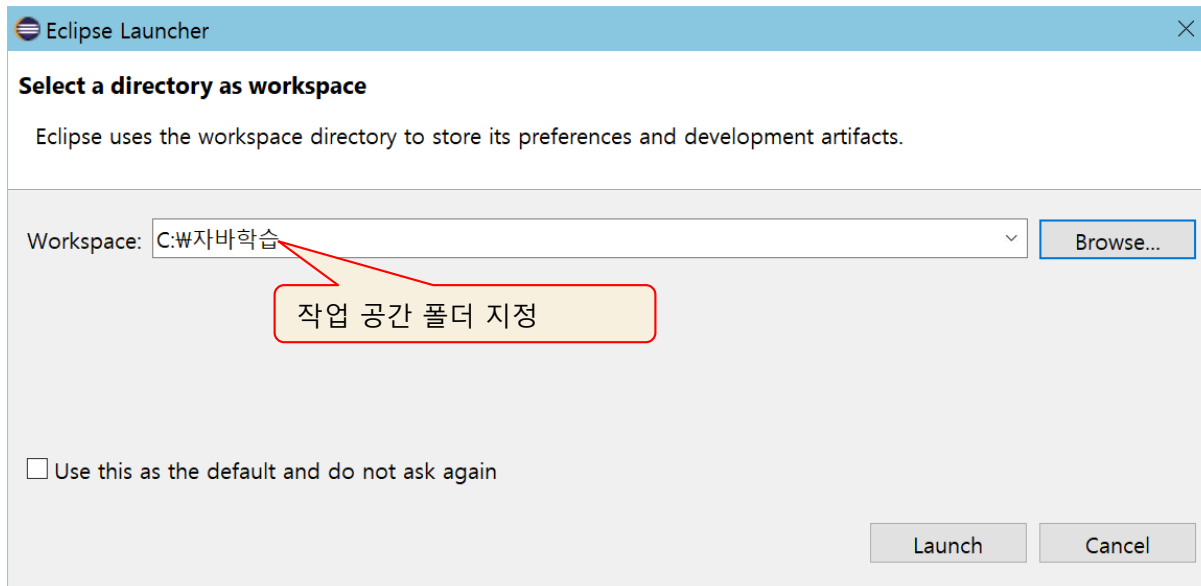 Eclipse Launcher
Select a directory as workspace
Eclipse uses the workspace directory to store its preferences and development artifacts.
Workspace: C:₩자바학습 Browse...
작업 공간 폴더 지정
Use this as the default and do not ask again
Launch Cancel